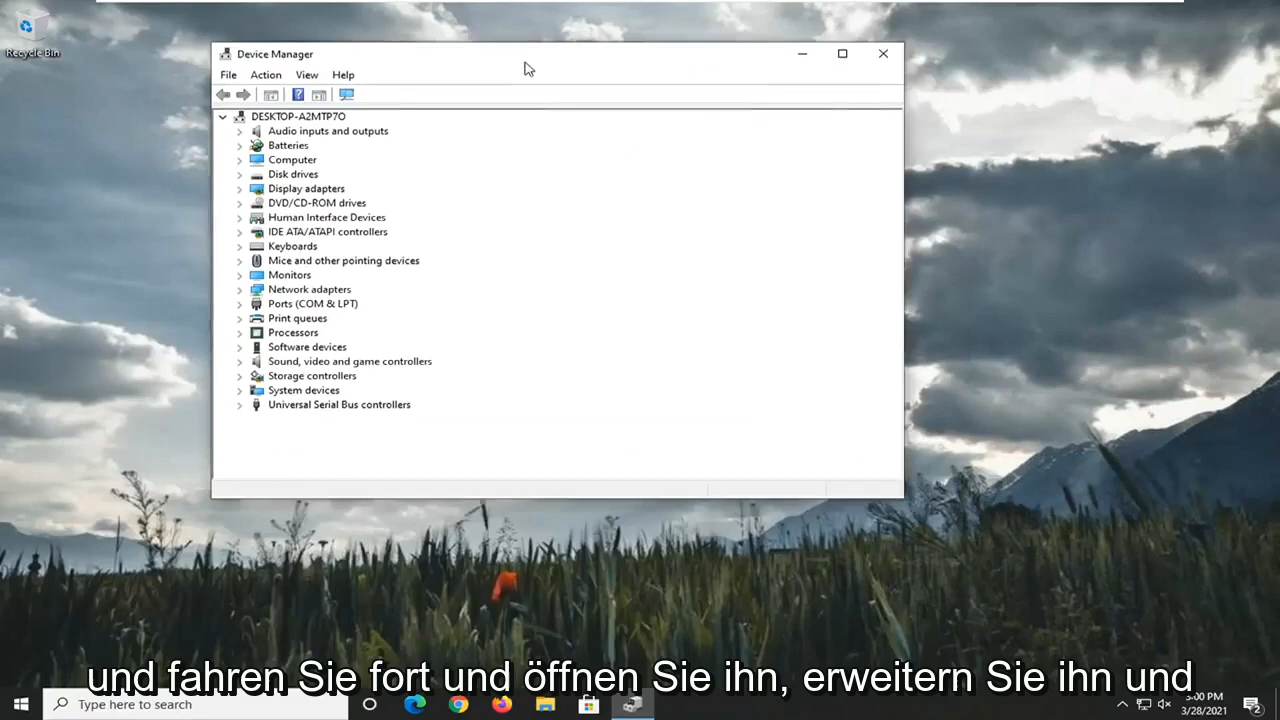 Recycle Bin
Device Manager
File Action View Help
DESKTOP-A2MTP7O
Audio inputs and outputs
Batteries
Computer
Disk drives
Display adapters
DVD/CD-ROM drives
Human Interface Devices
IDE ATA/ATAPI controllers
Keyboards
Mice and other pointing devices
Monitors
Network adapters
Ports (COM & LPT)
Print queues
Processors
Software devices
Sound, video and game controllers
Storage controllers
System devices
Universal Serial Bus controllers
und fahren Sie fort und öffnen Sie ihn, erweitern Sie ihn und
Type here to search
3:00 PM
3/28/2021
2